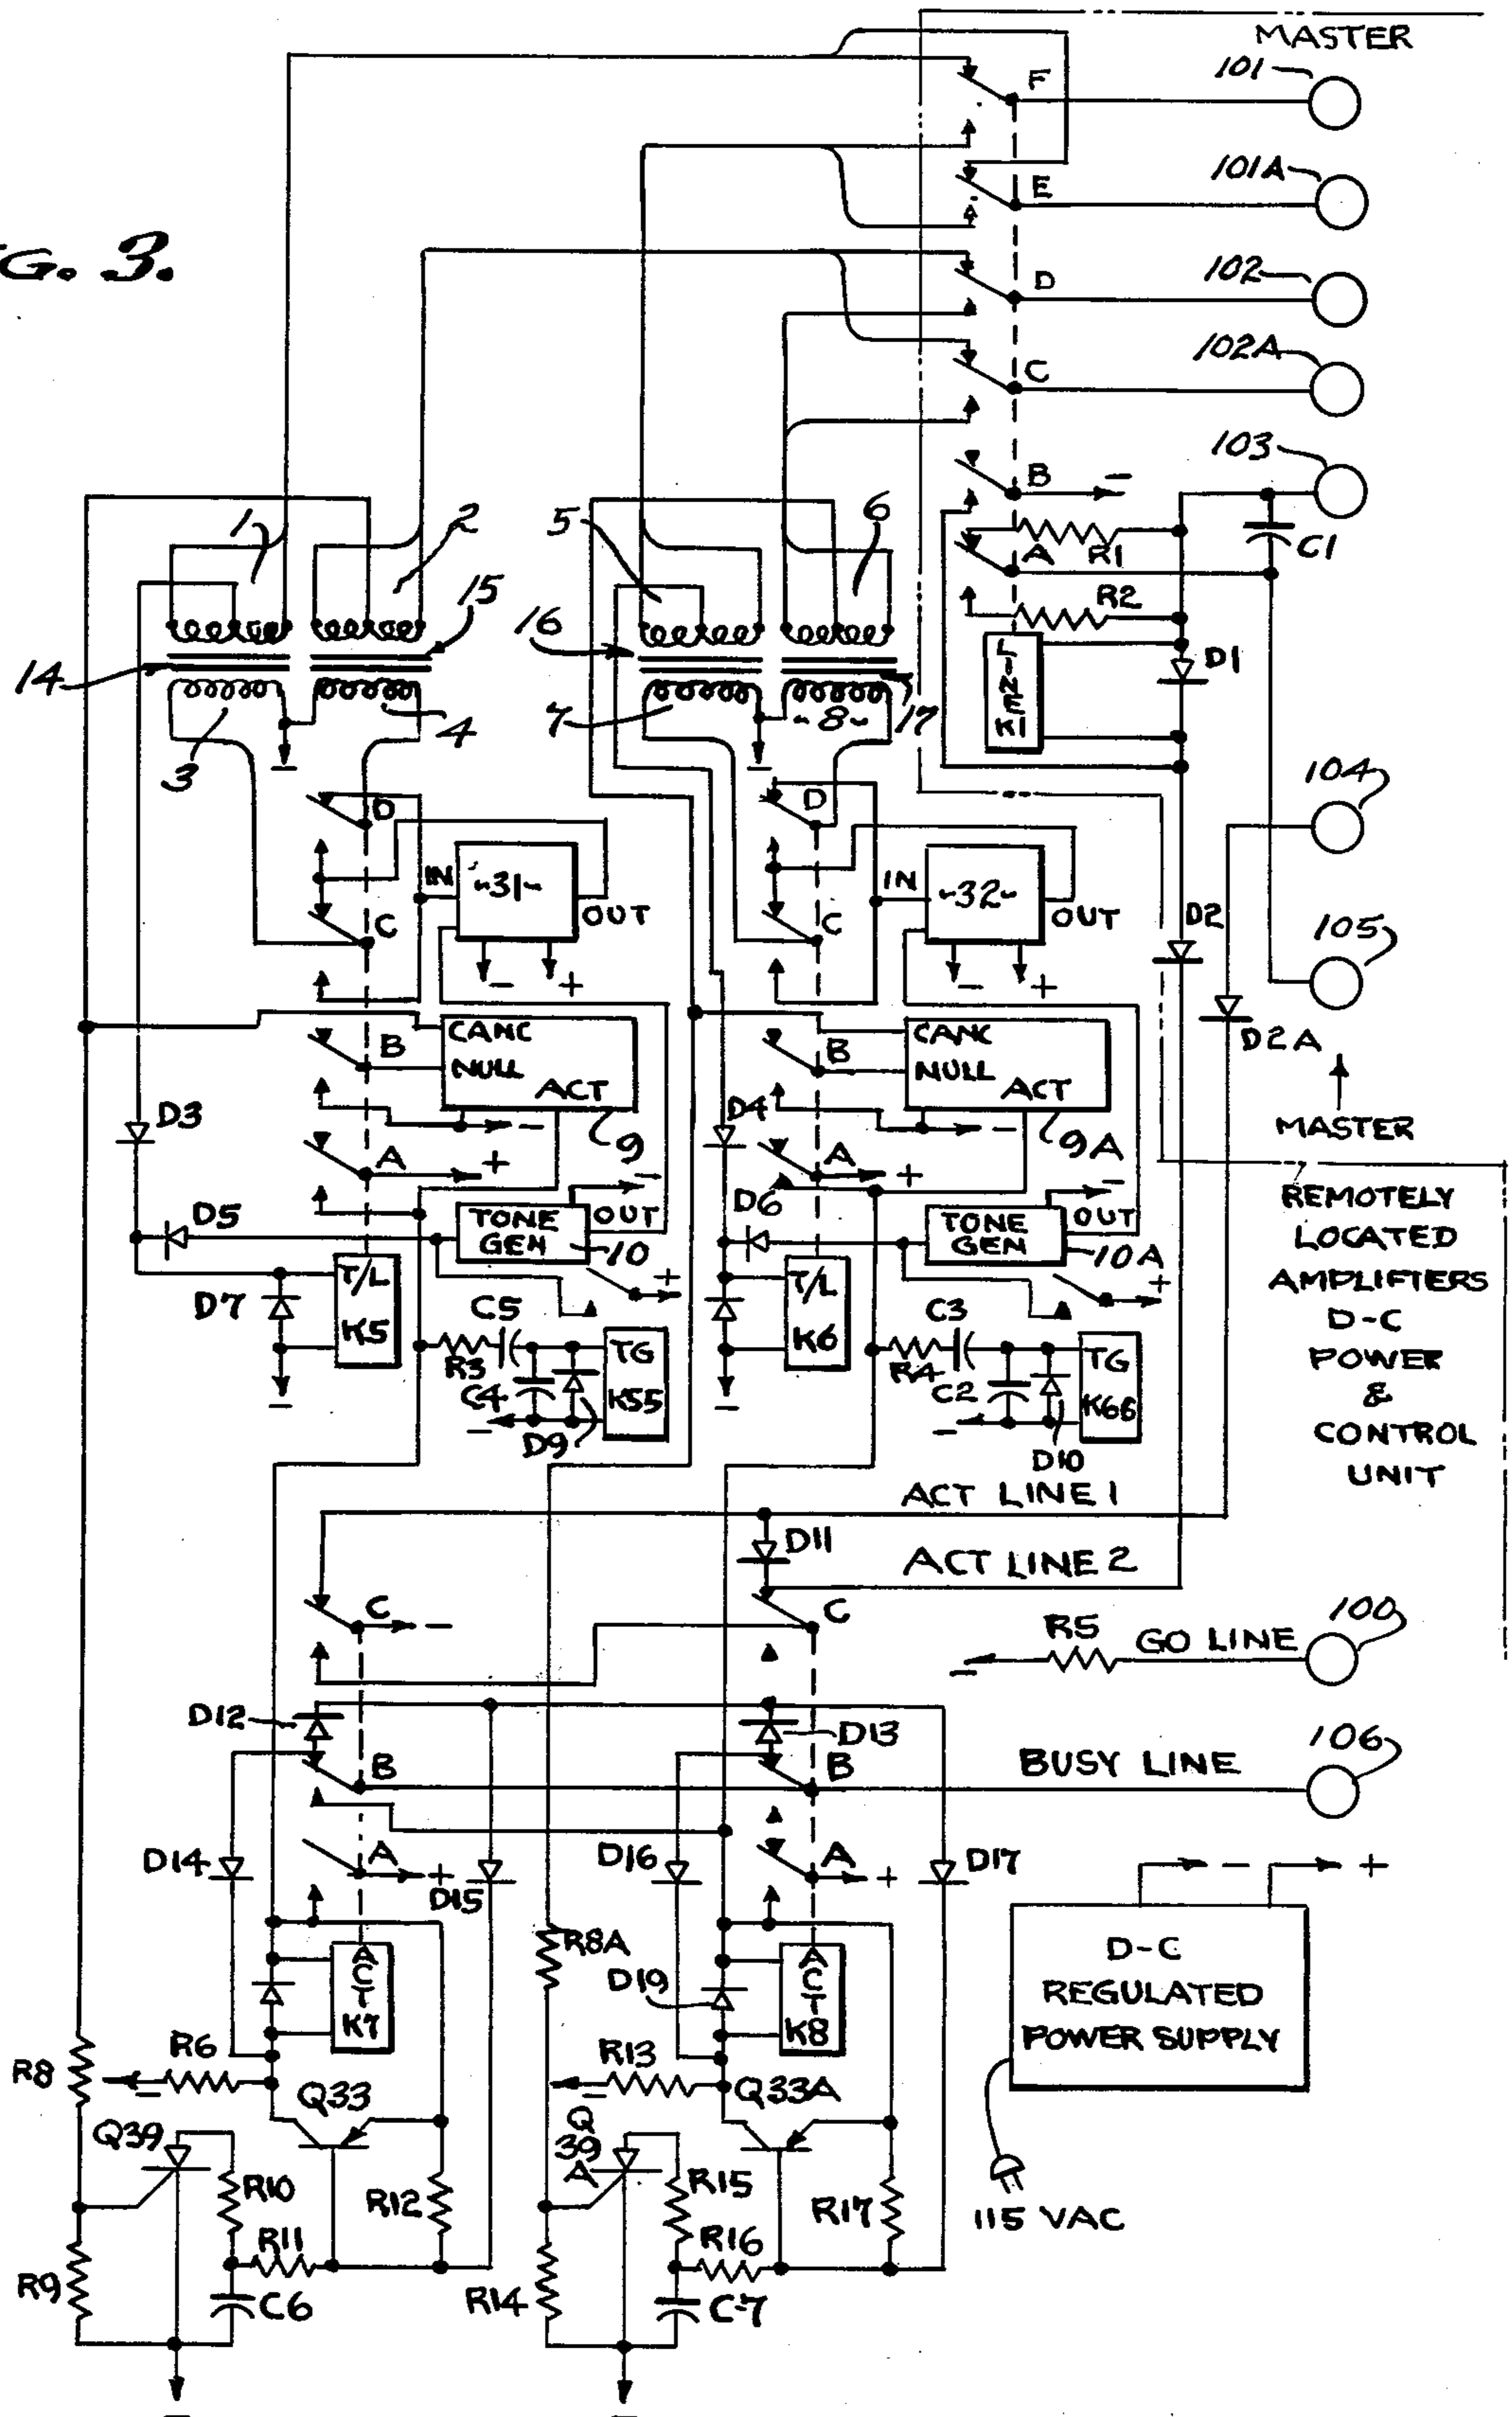 MASTER
101
F
101A
E
G. 3.
102
D
102A
C
103
B
-
1
2
5
6
C1
R1
A
R2
15
16
14
LINE K1
D1
3
4
7
-8-
17
-
-
104
D
D
IN
-31-
OUT
IN
-32-
OUT
C
C
D2
105
- +
- +
D2A
CANC
NULL
ACT
B
CANC
NULL
ACT
B
D3
-
9
D4
-
9A
MASTER
A
+
A
+
REMOTELY
LOCATED
AMPLIFIERS
D-C
POWER
&
CONTROL
UNIT
D5
TONE
GEN
OUT
-
10
D6
TONE
GEN
OUT
-
10A
D7
T/L
K5
+
T/L
K6
+
C5
R3
C4
TG
K55
D9
-
C3
R4
C2
TG
K66
D10
-
-
-
ACT LINE 1
D11
ACT LINE 2
C
-
C
R5
GO LINE
100
-
D12
D13
B
B
BUSY LINE
106
D14
A
+
D15
D16
A
+
D17
- +
ACT
K7
R8A
D19
ACT
K8
D-C
REGULATED
POWER SUPPLY
R6
R8
-
Q33
R13
-
Q33A
Q39
Q
39
A
R10
R12
R15
R17
115 VAC
R11
R16
R9
C6
R14
C7
-
-